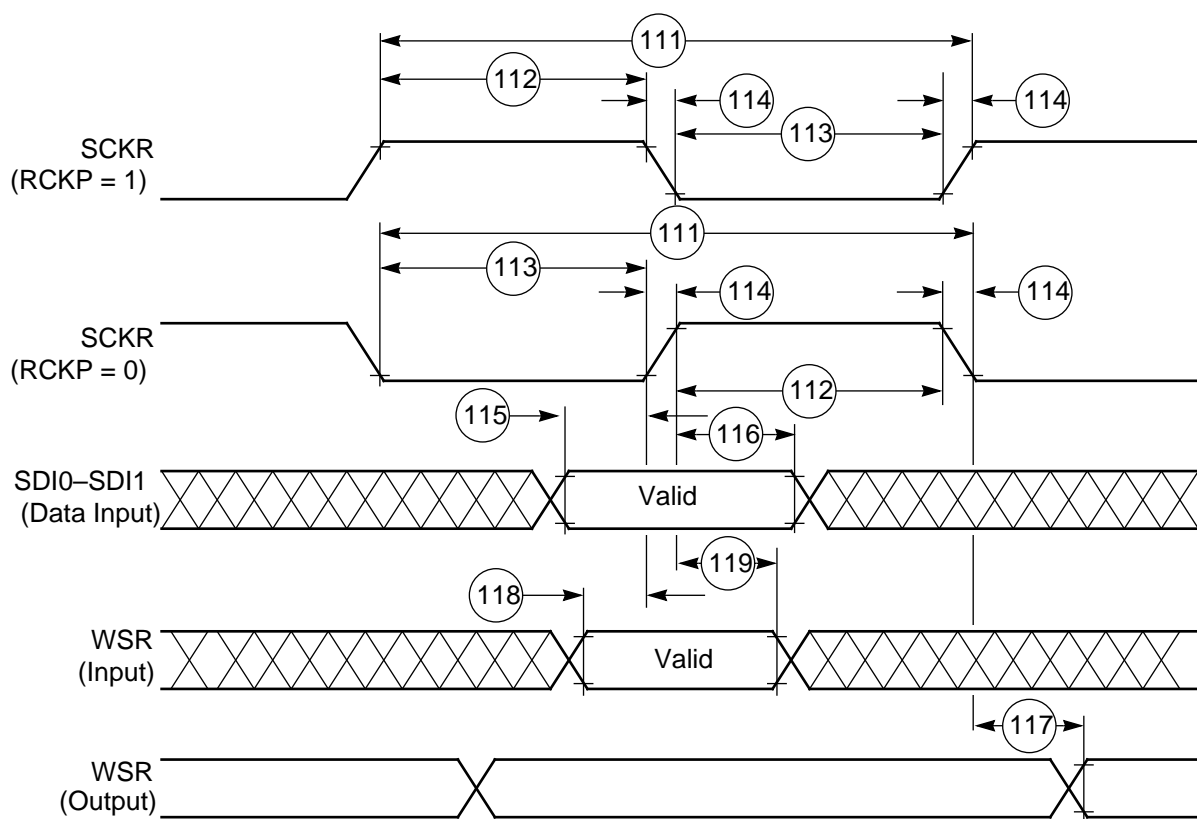 111
112
114
114
113
SCKR
(RCKP = 1)
111
113
114
114
SCKR
(RCKP = 0)
112
115
116
SDI0–SDI1
(Data Input)
Valid
119
118
WSR
(Input)
Valid
117
WSR
(Output)